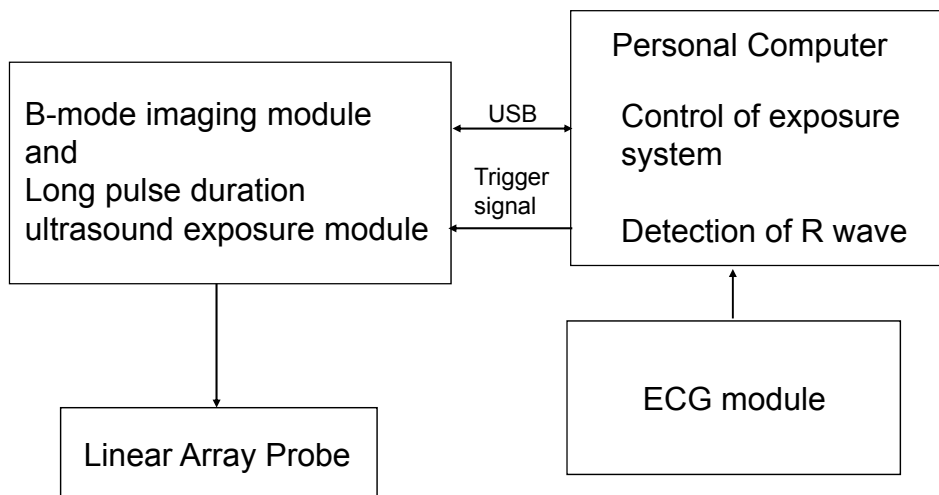 B-mode imaging module
and
Long pulse duration
ultrasound exposure module
USB
Trigger
signal
Personal Computer
Control of exposure
system
Detection of R wave
ECG module
Linear Array Probe